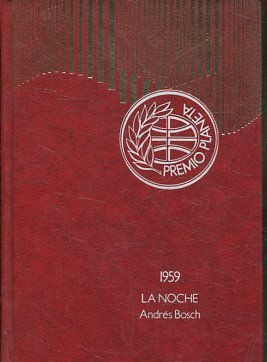 PREMIO PLANETA
1959
LA NOCHE
Andrés Bosch